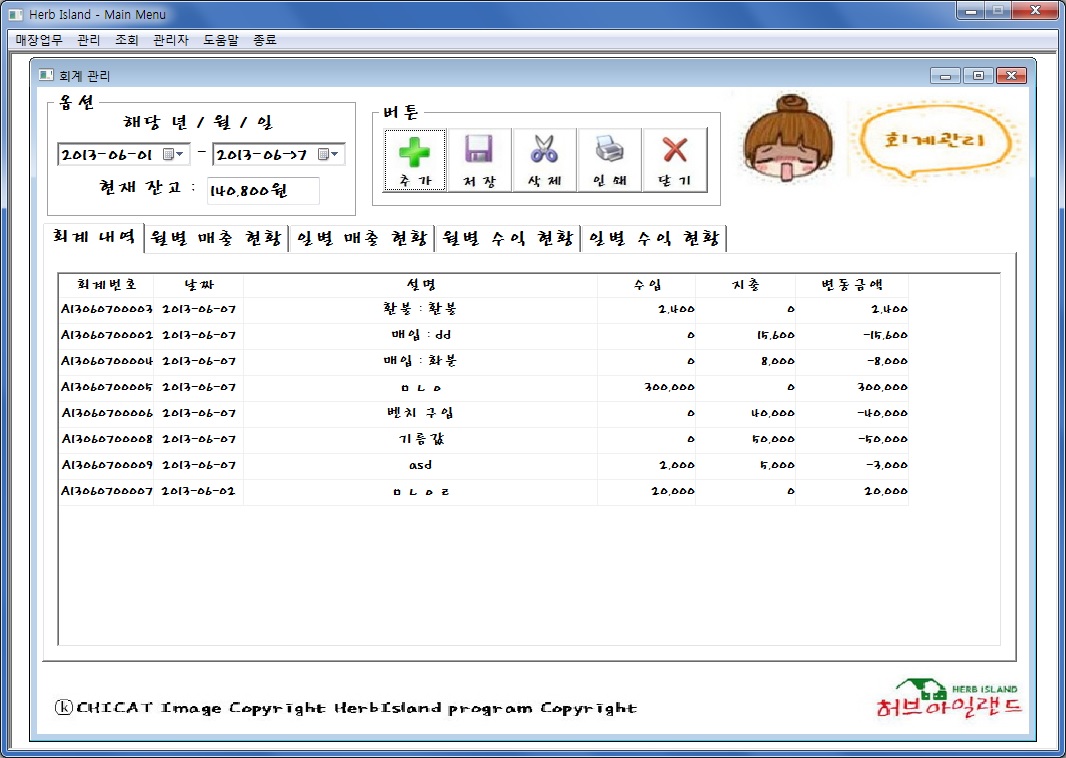 Herb Island - Main Menu
매장업무 관리 조회 관리자 도움말 종료
회계 관리
옵션
해당 년 / 월 / 일
2013-06-01 - 2013-06-07
현재 잔고 : 140,800원
버튼
추가 저장 삭제 인쇄 닫기
회계관리
회계 내역 월별 매출 현황 일별 매출 현황 월별 수익 현황 일별 수익 현황
회계번호 날짜 설명 수입 지출 변동금액
A13060700003 2013-06-07 환불 : 환불 2,400 0 2,400
A13060700002 2013-06-07 매입 : dd 0 15,600 -15,600
A13060700004 2013-06-07 매입 : 화분 0 8,000 -8,000
A13060700005 2013-06-07 ㅁㄴㅇ 300,000 0 300,000
A13060700006 2013-06-07 벤치 구입 0 40,000 -40,000
A13060700008 2013-06-07 기름값 0 50,000 -50,000
A13060700009 2013-06-07 asd 2,000 5,000 -3,000
A13060700007 2013-06-02 ㅁㄴㅇㄹ 20,000 0 20,000
ⓚCHICAT Image Copyright HerbIsland program Copyright
HERB ISLAND
허브아일랜드